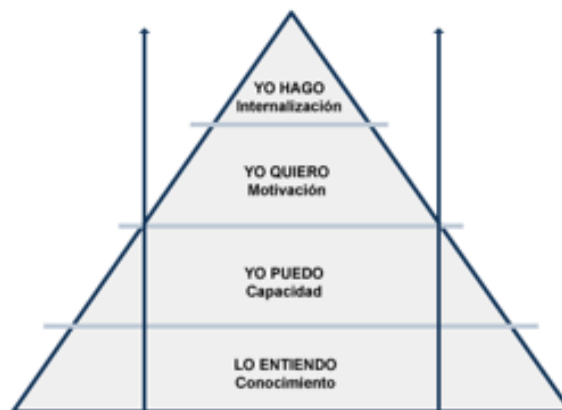 YO HAGO
Internalización
YO QUIERO
Motivación
YO PUEDO
Capacidad
LO ENTIENDO
Conocimiento